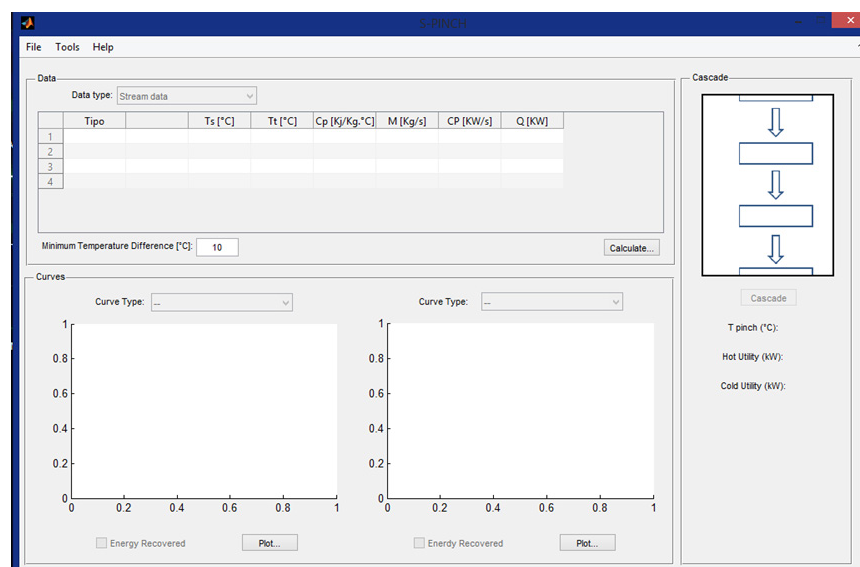 S-PINCH
File Tools Help
Data
Data type: Stream data
Tipo Ts [°C] Tt [°C] Cp [Kj/Kg.°C] M [Kg/s] CP [KW/s] Q [KW]
1
2
3
4
Minimum Temperature Difference [°C]: 10
Calculate...
Curves
Curve Type: --
1
0.8
0.6
0.4
0.2
0
0 0.2 0.4 0.6 0.8 1
Energy Recovered
Plot...
Curve Type: --
1
0.8
0.6
0.4
0.2
0
0 0.2 0.4 0.6 0.8 1
Enerdy Recovered
Plot...
Cascade
Cascade
T pinch (°C):
Hot Utility (kW):
Cold Utility (kW):